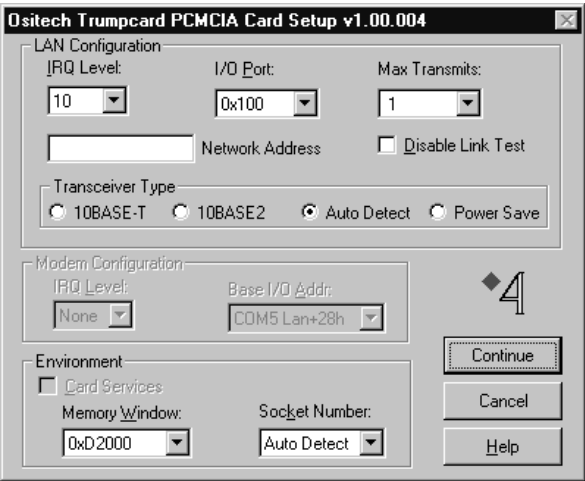 Ositech Trumpcard PCMCIA Card Setup v1.00.004
LAN Configuration
IRQ Level: I/O Port: Max Transmits:
10 0x100 1
Network Address Disable Link Test
Transceiver Type
10BASE-T 10BASE2 Auto Detect Power Save
Modem Configuration
IRQ Level: Base I/O Addr:
None COM5 Lan+28h
4
Continue
Environment
Card Services
Cancel
Memory Window: Socket Number:
0xD2000 Auto Detect
Help